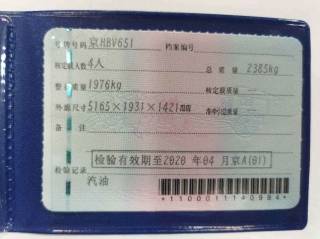 号牌号码 京HBV651 档案编号
核定载人数 4人 总质量 2385kg
整备质量 1976kg 核定载质量 --
外廓尺寸 5165×1931×1421mm 准牵引总质量 --
备注
检验有效期至2020年04月京A(01)
检验记录
汽油
*1100011140984*